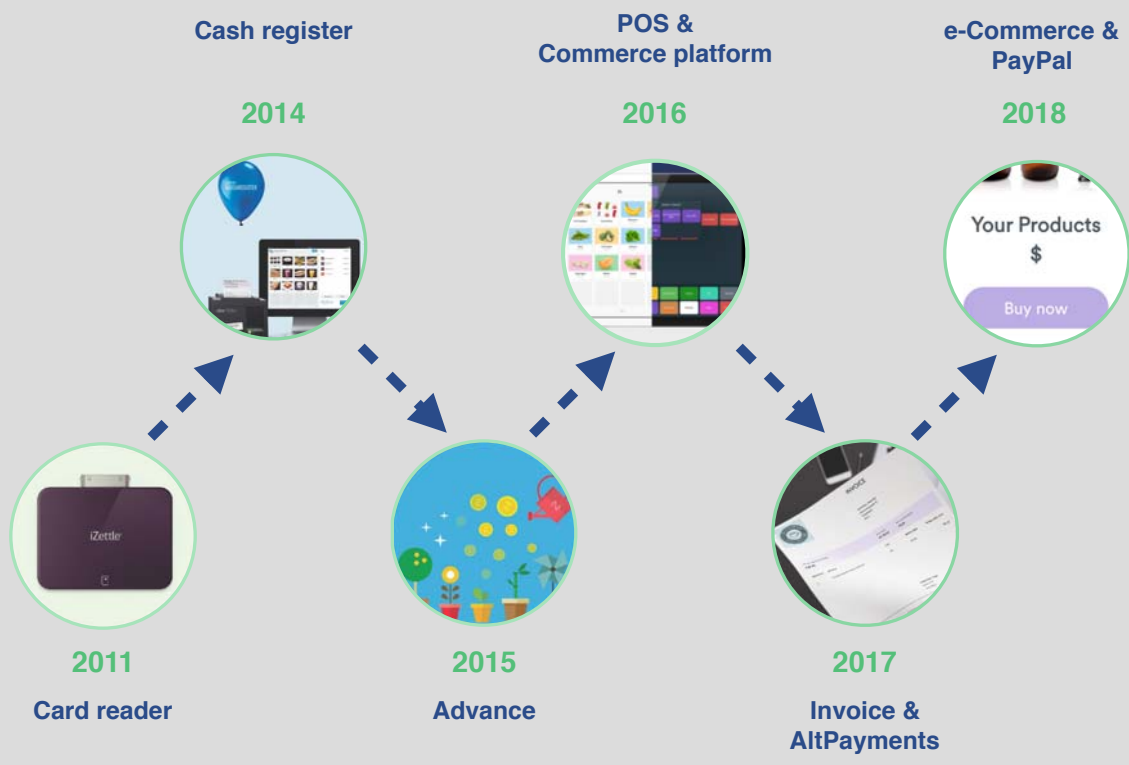 Cash register
2014
POS &
Commerce platform
2016
e-Commerce &
PayPal
2018
Your Products
$
Buy now
iZettle
INVOICE
2011
Card reader
2015
Advance
2017
Invoice &
AltPayments